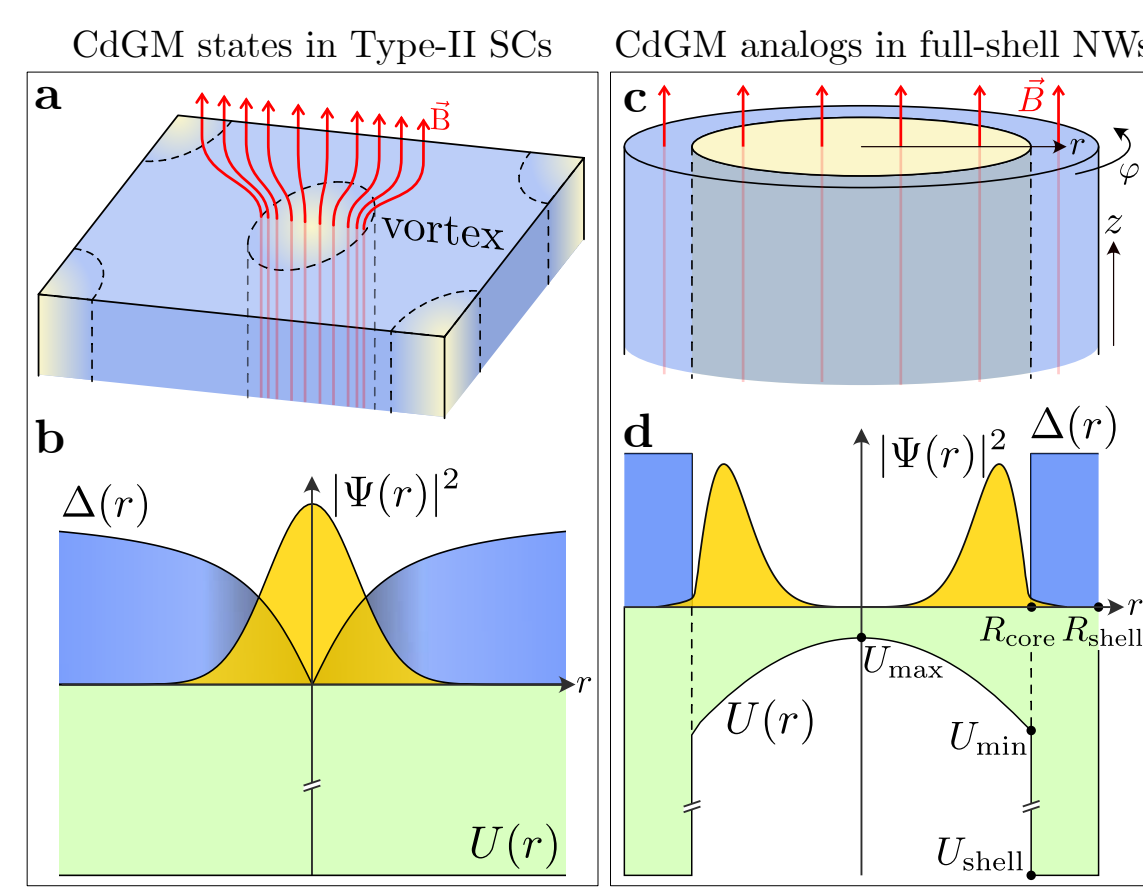 CdGM states in Type-II SCs
a
B⃗
vortex
b
Δ(r)
|Ψ(r)|²
r
U(r)
CdGM analogs in full-shell NWs
c
B⃗
r
φ
z
d
|Ψ(r)|²
Δ(r)
r
R_core R_shell
U_max
U(r)
U_min
U_shell